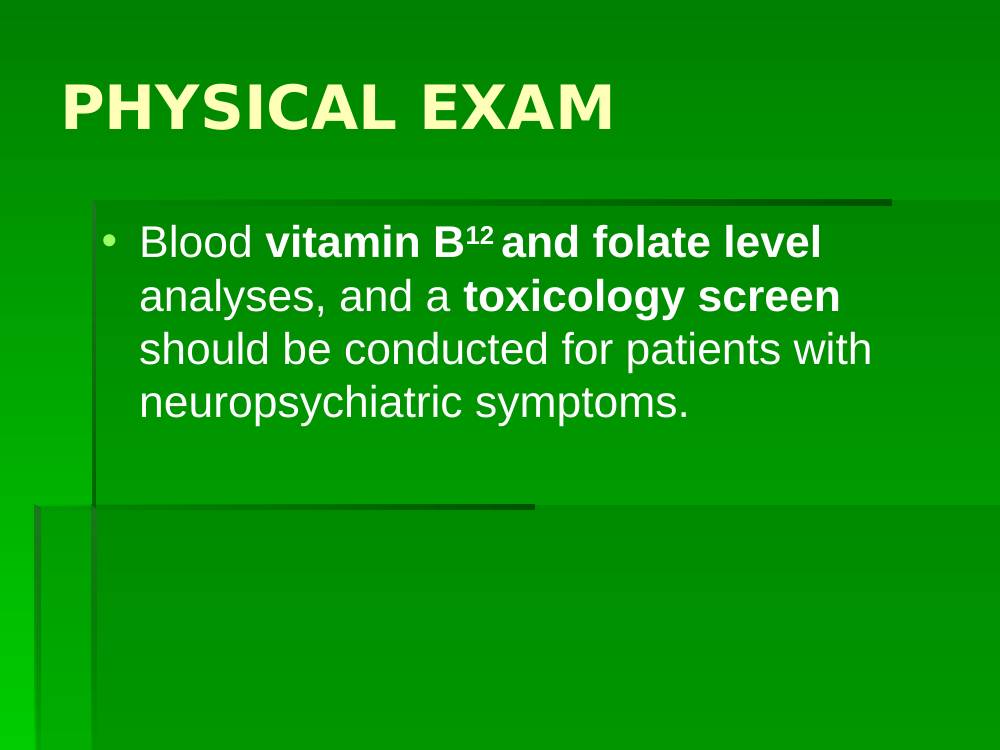 PHYSICAL EXAM
• Blood vitamin B¹² and folate level
analyses, and a toxicology screen
should be conducted for patients with
neuropsychiatric symptoms.